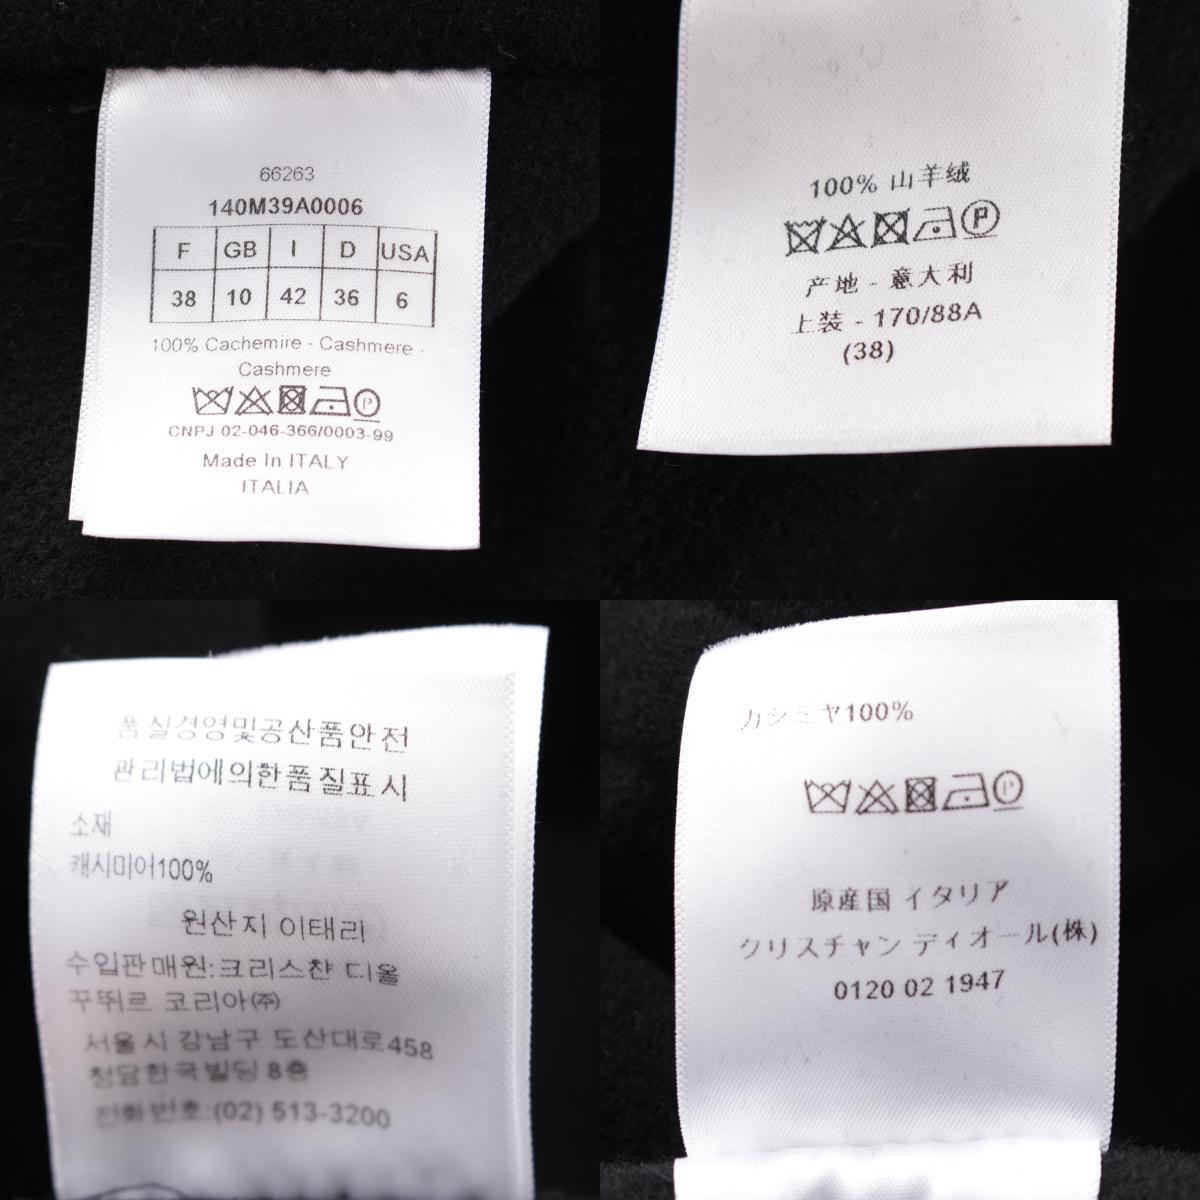 66263
140M39A0006
F GB I D USA
38 10 42 36 6
100% Cachemire - Cashmere -
Cashmere
CNPJ 02-046-366/0003-99
Made In ITALY
ITALIA
100% 山羊绒
产地 - 意大利
上装 - 170/88A
(38)
품질경영및공산품안전
관리법에의한품질표시
소재
캐시미어100%
원산지 이태리
수입판매원:크리스챤 디올
꾸뛰르 코리아㈜
서울시 강남구 도산대로458
청담한국빌딩 8층
전화번호:(02) 513-3200
カシミヤ100%
原産国 イタリア
クリスチャン ディオール(株)
0120 02 1947